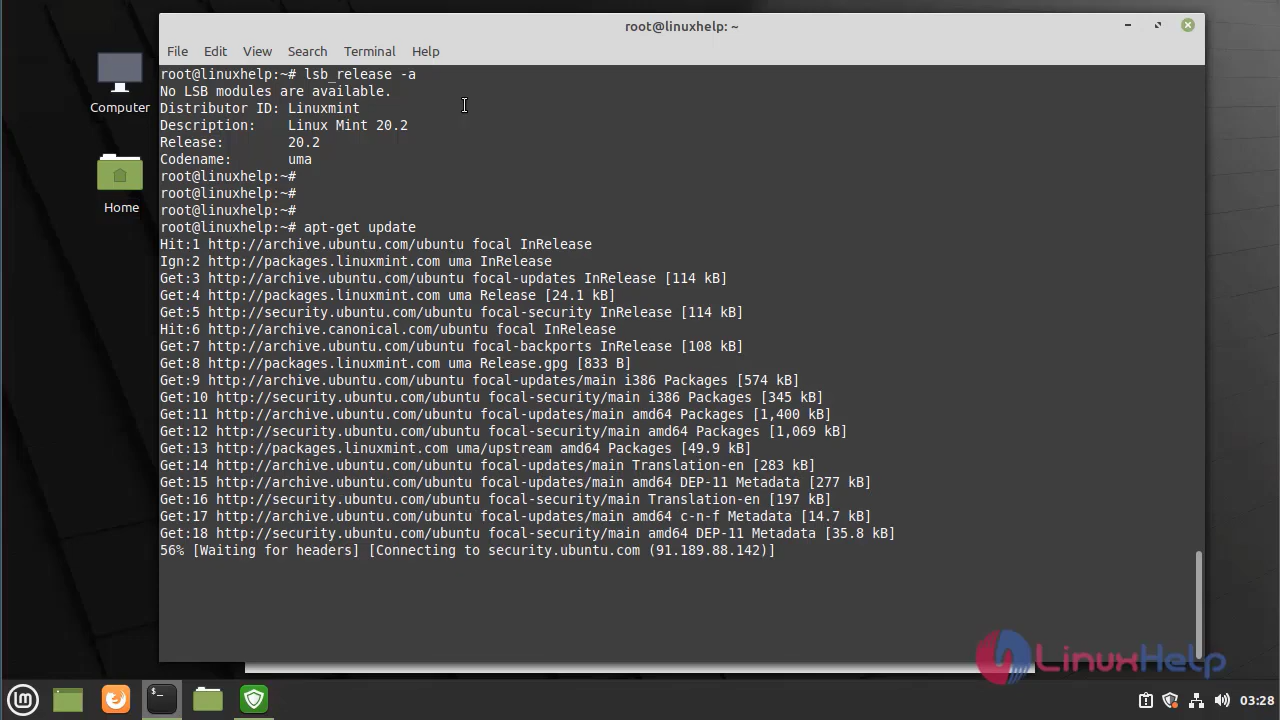 root@linuxhelp: ~
File Edit View Search Terminal Help
Computer
Home
root@linuxhelp:~# lsb_release -a
No LSB modules are available.
Distributor ID: Linuxmint
Description:    Linux Mint 20.2
Release:        20.2
Codename:       uma
root@linuxhelp:~#
root@linuxhelp:~#
root@linuxhelp:~#
root@linuxhelp:~# apt-get update
Hit:1 http://archive.ubuntu.com/ubuntu focal InRelease
Ign:2 http://packages.linuxmint.com uma InRelease
Get:3 http://archive.ubuntu.com/ubuntu focal-updates InRelease [114 kB]
Get:4 http://packages.linuxmint.com uma Release [24.1 kB]
Get:5 http://security.ubuntu.com/ubuntu focal-security InRelease [114 kB]
Hit:6 http://archive.canonical.com/ubuntu focal InRelease
Get:7 http://archive.ubuntu.com/ubuntu focal-backports InRelease [108 kB]
Get:8 http://packages.linuxmint.com uma Release.gpg [833 B]
Get:9 http://archive.ubuntu.com/ubuntu focal-updates/main i386 Packages [574 kB]
Get:10 http://security.ubuntu.com/ubuntu focal-security/main i386 Packages [345 kB]
Get:11 http://archive.ubuntu.com/ubuntu focal-updates/main amd64 Packages [1,400 kB]
Get:12 http://security.ubuntu.com/ubuntu focal-security/main amd64 Packages [1,069 kB]
Get:13 http://packages.linuxmint.com uma/upstream amd64 Packages [49.9 kB]
Get:14 http://archive.ubuntu.com/ubuntu focal-updates/main Translation-en [283 kB]
Get:15 http://archive.ubuntu.com/ubuntu focal-updates/main amd64 DEP-11 Metadata [277 kB]
Get:16 http://security.ubuntu.com/ubuntu focal-security/main Translation-en [197 kB]
Get:17 http://archive.ubuntu.com/ubuntu focal-updates/main amd64 c-n-f Metadata [14.7 kB]
Get:18 http://security.ubuntu.com/ubuntu focal-security/main amd64 DEP-11 Metadata [35.8 kB]
56% [Waiting for headers] [Connecting to security.ubuntu.com (91.189.88.142)]
LinuxHelp
03:28